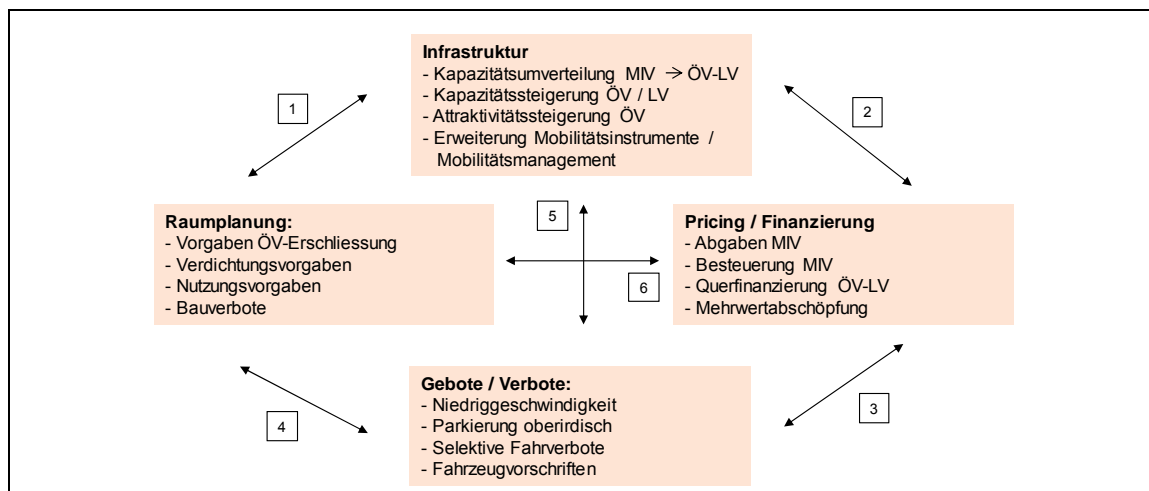 Infrastruktur
- Kapazitätsumverteilung MIV → ÖV-LV
- Kapazitätssteigerung ÖV / LV
- Attraktivitätssteigerung ÖV
- Erweiterung Mobilitätsinstrumente /
Mobilitätsmanagement
1
2
Raumplanung:
- Vorgaben ÖV-Erschliessung
- Verdichtungsvorgaben
- Nutzungsvorgaben
- Bauverbote
5
6
Pricing / Finanzierung
- Abgaben MIV
- Besteuerung MIV
- Querfinanzierung ÖV-LV
- Mehrwertabschöpfung
Gebote / Verbote:
- Niedriggeschwindigkeit
- Parkierung oberirdisch
- Selektive Fahrverbote
- Fahrzeugvorschriften
4
3